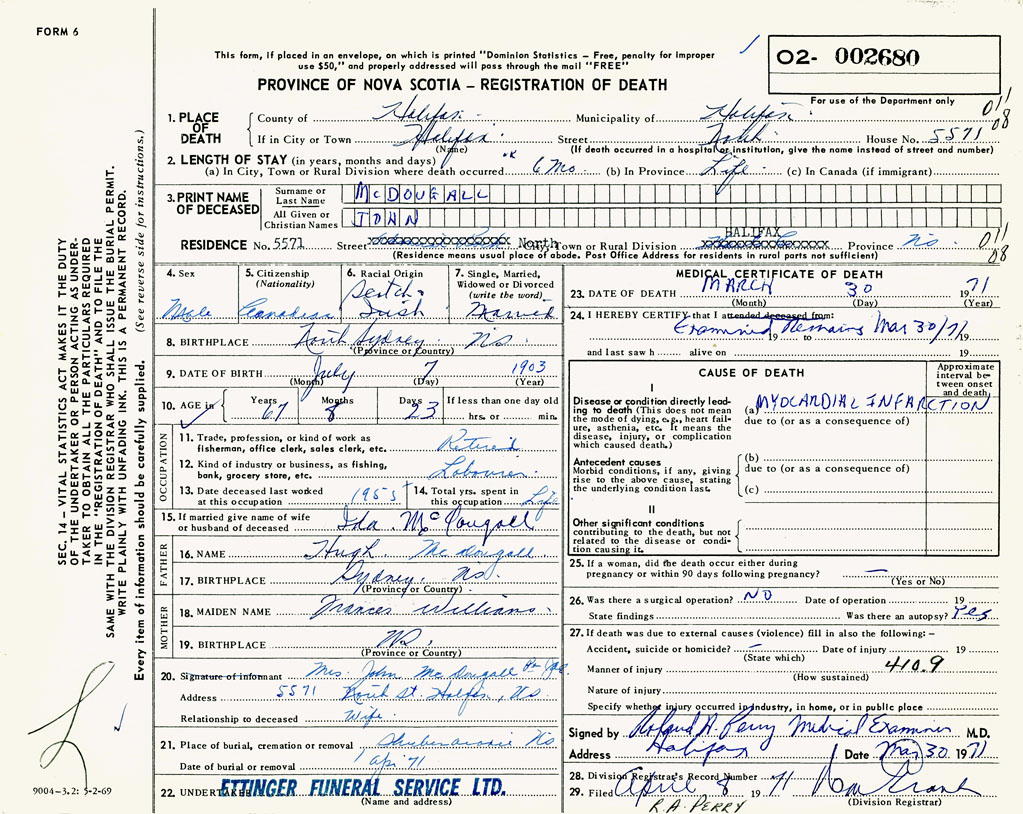 FORM 6
This form, if placed in an envelope, on which is printed "Dominion Statistics – Free, penalty for improper
use $50," and properly addressed will pass through the mail "FREE"
02- 002680
For use of the Department only
PROVINCE OF NOVA SCOTIA – REGISTRATION OF DEATH
011
08
1. PLACE OF DEATH
County of Halifax Municipality of Halifax
If in City or Town Halifax Street North House No. 5571
(Name) (If death occurred in a hospital or institution, give the name instead of street and number)
2. LENGTH OF STAY (in years, months and days)
(a) In City, Town or Rural Division where death occurred 6 Mo. (b) In Province Life (c) In Canada (if immigrant)
3. PRINT NAME OF DECEASED
Surname or Last Name McDOUGALL
All Given or Christian Names JOHN
HALIFAX
RESIDENCE No. 5571 Street North City, Town or Rural Division Province NS
(Residence means usual place of abode. Post Office Address for residents in rural parts not sufficient)
011
08
4. Sex
Male
5. Citizenship (Nationality)
Canadian
6. Racial Origin
Scotch
Irish
7. Single, Married, Widowed or Divorced (write the word)
Married
8. BIRTHPLACE North Sydney NS
(Province or Country)
9. DATE OF BIRTH July 7 1903
(Month) (Day) (Year)
10. AGE in Years 67 Months 8 Days 23 If less than one day old
hrs. or min.
OCCUPATION
11. Trade, profession, or kind of work as fisherman, office clerk, sales clerk, etc. Retired
12. Kind of industry or business, as fishing, bank, grocery store, etc. Labourer
13. Date deceased last worked at this occupation 1955
14. Total yrs. spent in this occupation Life
15. If married give name of wife or husband of deceased Ida McDougall
FATHER
16. NAME Hugh McDougall
17. BIRTHPLACE Sydney, NS
(Province or Country)
MOTHER
18. MAIDEN NAME Frances Williams
19. BIRTHPLACE
(Province or Country)
20. Signature of informant Mrs. John McDougall
Address 5571 North St. Halifax, NS
Relationship to deceased Wife
21. Place of burial, cremation or removal Shubenacadie NS
Date of burial or removal 1 Apr '71
22. UNDERTAKER ETTINGER FUNERAL SERVICE LTD.
(Name and address)
MEDICAL CERTIFICATE OF DEATH
23. DATE OF DEATH MARCH 30 1971
(Month) (Day) (Year)
24. I HEREBY CERTIFY that I attended deceased from:
Examined Remains Mar 30/71
19 to 19
and last saw h alive on 19
CAUSE OF DEATH
Approximate interval between onset and death
I
Disease or condition directly leading to death (This does not mean the mode of dying, e.g., heart failure, asthenia, etc. It means the disease, injury, or complication which caused death.)
(a) MYOCARDIAL INFARCTION
due to (or as a consequence of)
Antecedent causes
Morbid conditions, if any, giving rise to the above cause, stating the underlying condition last.
(b)
due to (or as a consequence of)
(c)
II
Other significant conditions contributing to the death, but not related to the disease or condition causing it.
25. If a woman, did the death occur either during
pregnancy or within 90 days following pregnancy? —
(Yes or No)
26. Was there a surgical operation? NO Date of operation 19
State findings Was there an autopsy? Yes
27. If death was due to external causes (violence) fill in also the following: –
Accident, suicide or homicide? – Date of injury 19
(State which)
Manner of injury 410.9
(How sustained)
Nature of injury
Specify whether injury occurred in industry, in home, or in public place
Signed by Roland A. Perry Medical Examiner M.D.
Address Halifax Date Mar 30 1971
28. Division Registrar's Record Number
29. Filed April 8 1971
(Division Registrar)
R.A. PERRY
SEC. 14 – VITAL STATISTICS ACT MAKES IT THE DUTY
OF THE UNDERTAKER OR PERSON ACTING AS UNDER-
TAKER TO OBTAIN ALL THE PARTICULARS REQUIRED
IN THE "REGISTRATION OF DEATH" AND TO FILE THE
SAME WITH THE DIVISION REGISTRAR WHO SHALL ISSUE THE BURIAL PERMIT.
WRITE PLAINLY WITH UNFADING INK. THIS IS A PERMANENT RECORD.
Every item of information should be carefully supplied. (See reverse side for instructions.)
9004-3.2: 5-2-69